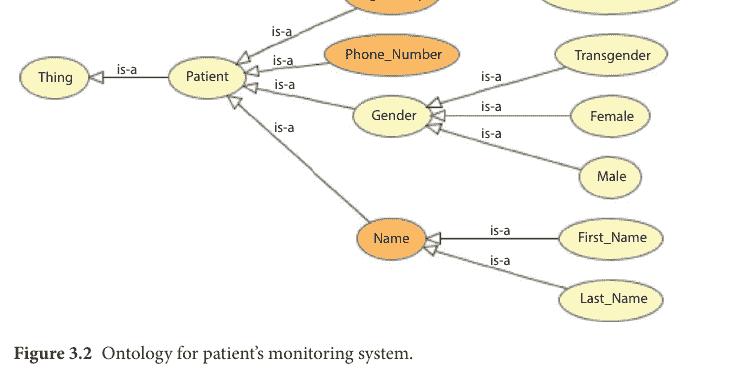 is-a
is-a
Phone_Number
Transgender
is-a
Thing
is-a
Patient
is-a
is-a
Gender
is-a
Female
is-a
is-a
Male
Name
is-a
First_Name
is-a
Last_Name
Figure 3.2 Ontology for patient's monitoring system.